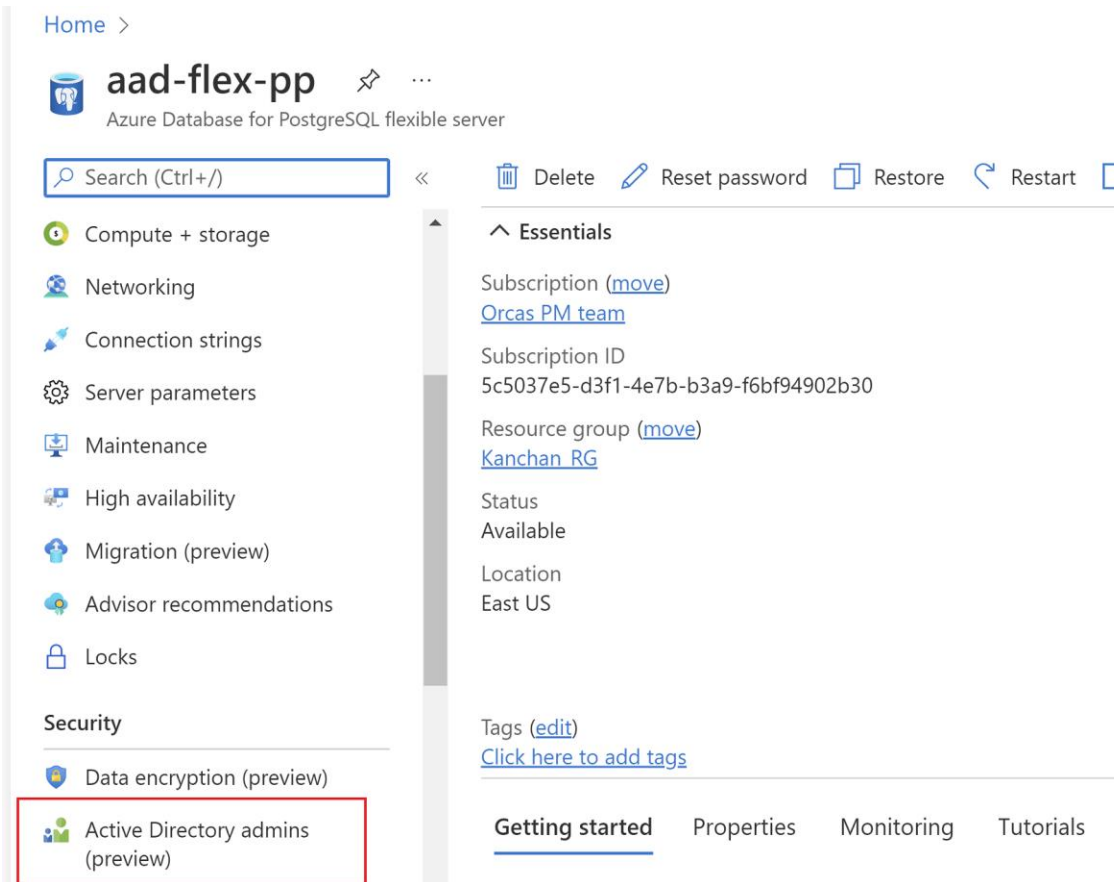 Home >
aad-flex-pp ...
Azure Database for PostgreSQL flexible server
Search (Ctrl+/)
«
Compute + storage
Networking
Connection strings
Server parameters
Maintenance
High availability
Migration (preview)
Advisor recommendations
Locks
Security
Data encryption (preview)
Active Directory admins
(preview)
Delete Reset password Restore Restart
Essentials
Subscription (move)
Orcas PM team
Subscription ID
5c5037e5-d3f1-4e7b-b3a9-f6bf94902b30
Resource group (move)
Kanchan_RG
Status
Available
Location
East US
Tags (edit)
Click here to add tags
Getting started Properties Monitoring Tutorials